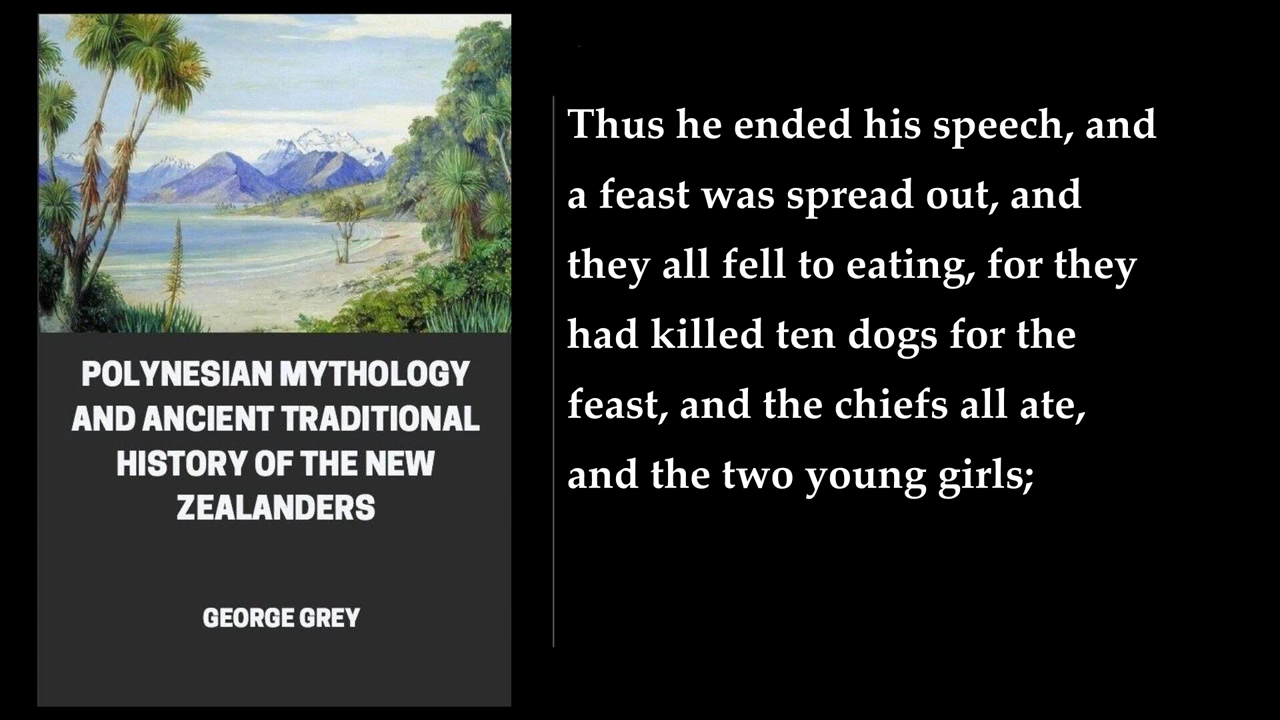 POLYNESIAN MYTHOLOGY
AND ANCIENT TRADITIONAL
HISTORY OF THE NEW
ZEALANDERS
GEORGE GREY
Thus he ended his speech, and
a feast was spread out, and
they all fell to eating, for they
had killed ten dogs for the
feast, and the chiefs all ate,
and the two young girls;